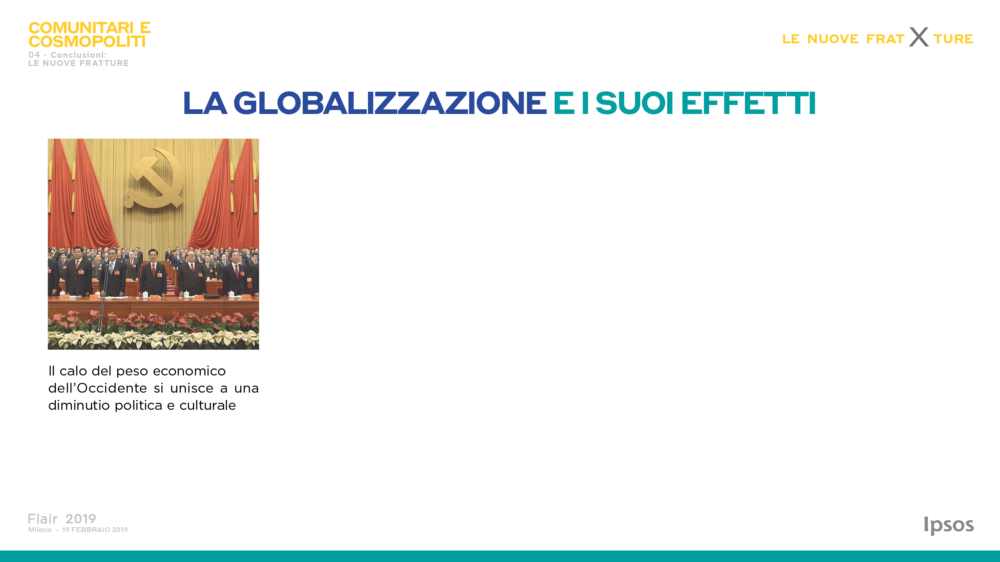 COMUNITARI E
COSMOPOLITI
04 - Conclusioni:
LE NUOVE FRATTURE
LE NUOVE FRAT X TURE
LA GLOBALIZZAZIONE E I SUOI EFFETTI
Il calo del peso economico
dell’Occidente si unisce a una
diminutio politica e culturale
Flair 2019
Milano - 19 FEBBRAIO 2019
Ipsos